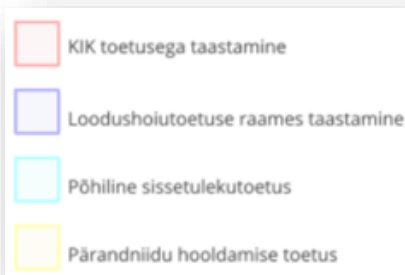 KIK toetusega taastamine
Loodushoiutoetuse raames taastamine
Põhiline sissetulekutoetus
Pärandniidu hooldamise toetus